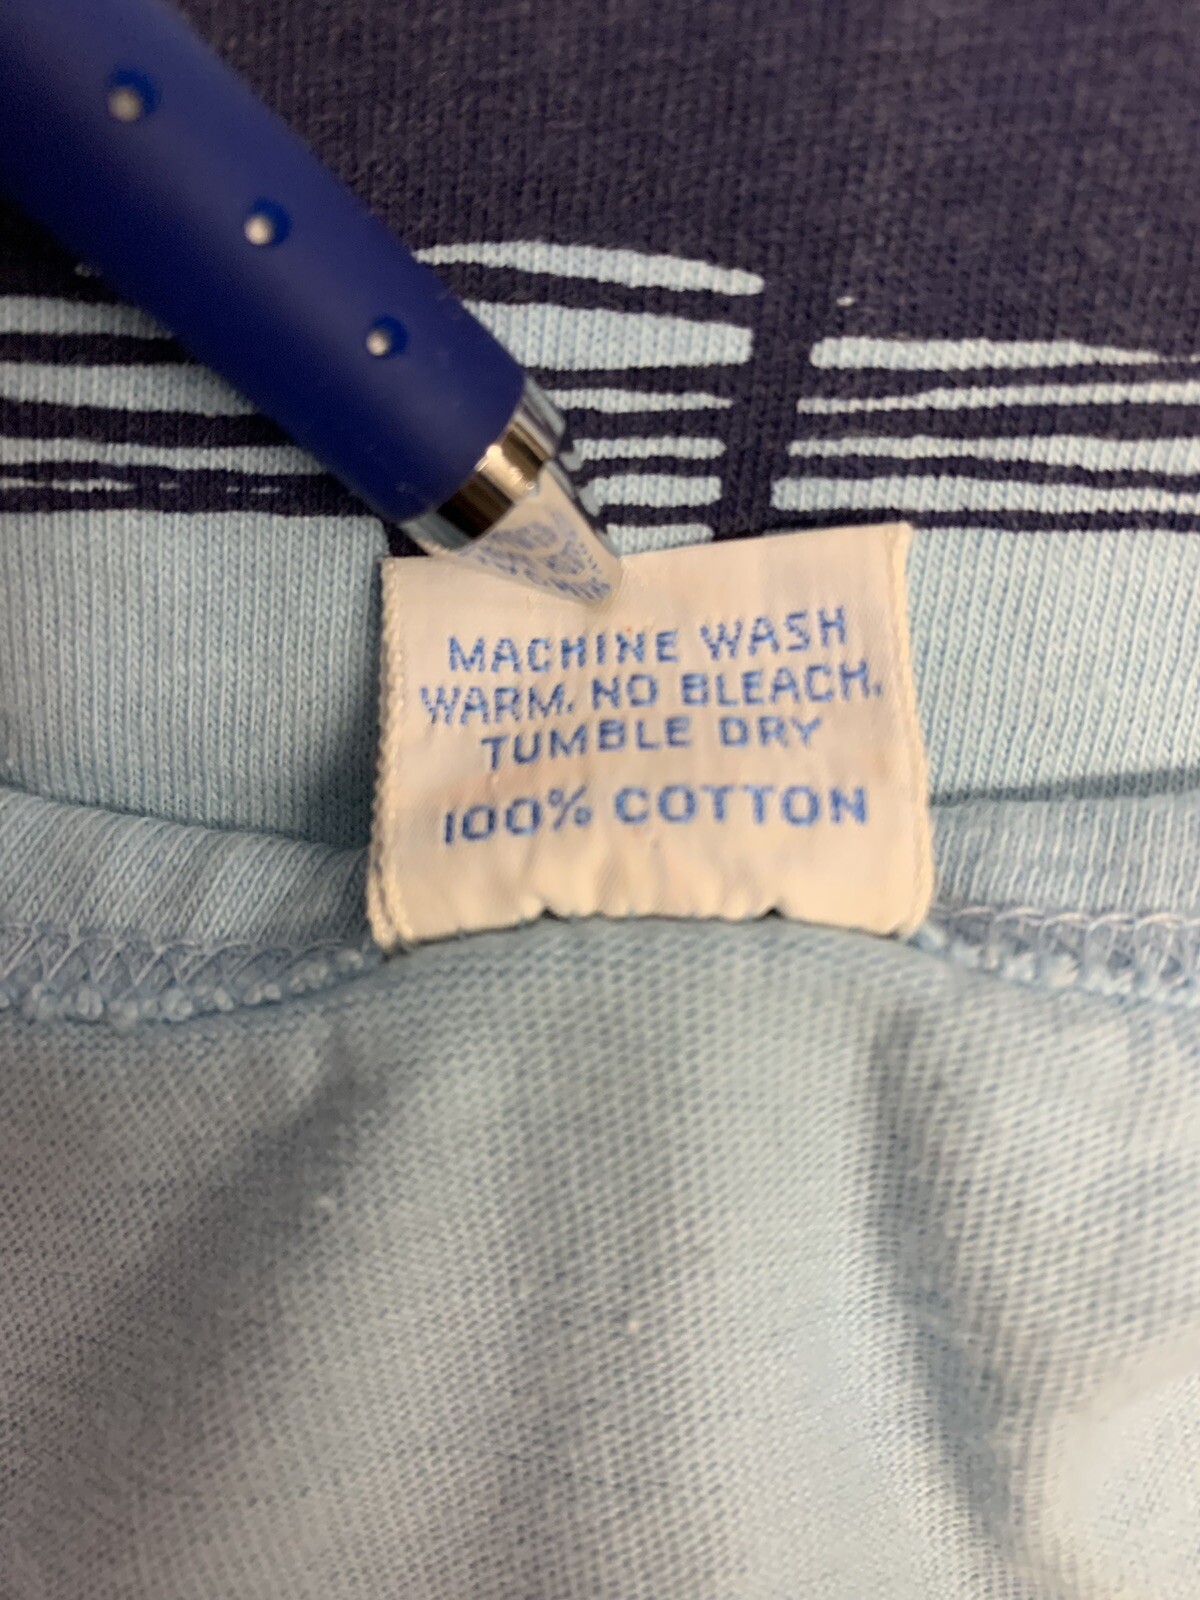 MACHINE WASH
WARM. NO BLEACH.
TUMBLE DRY
100% COTTON